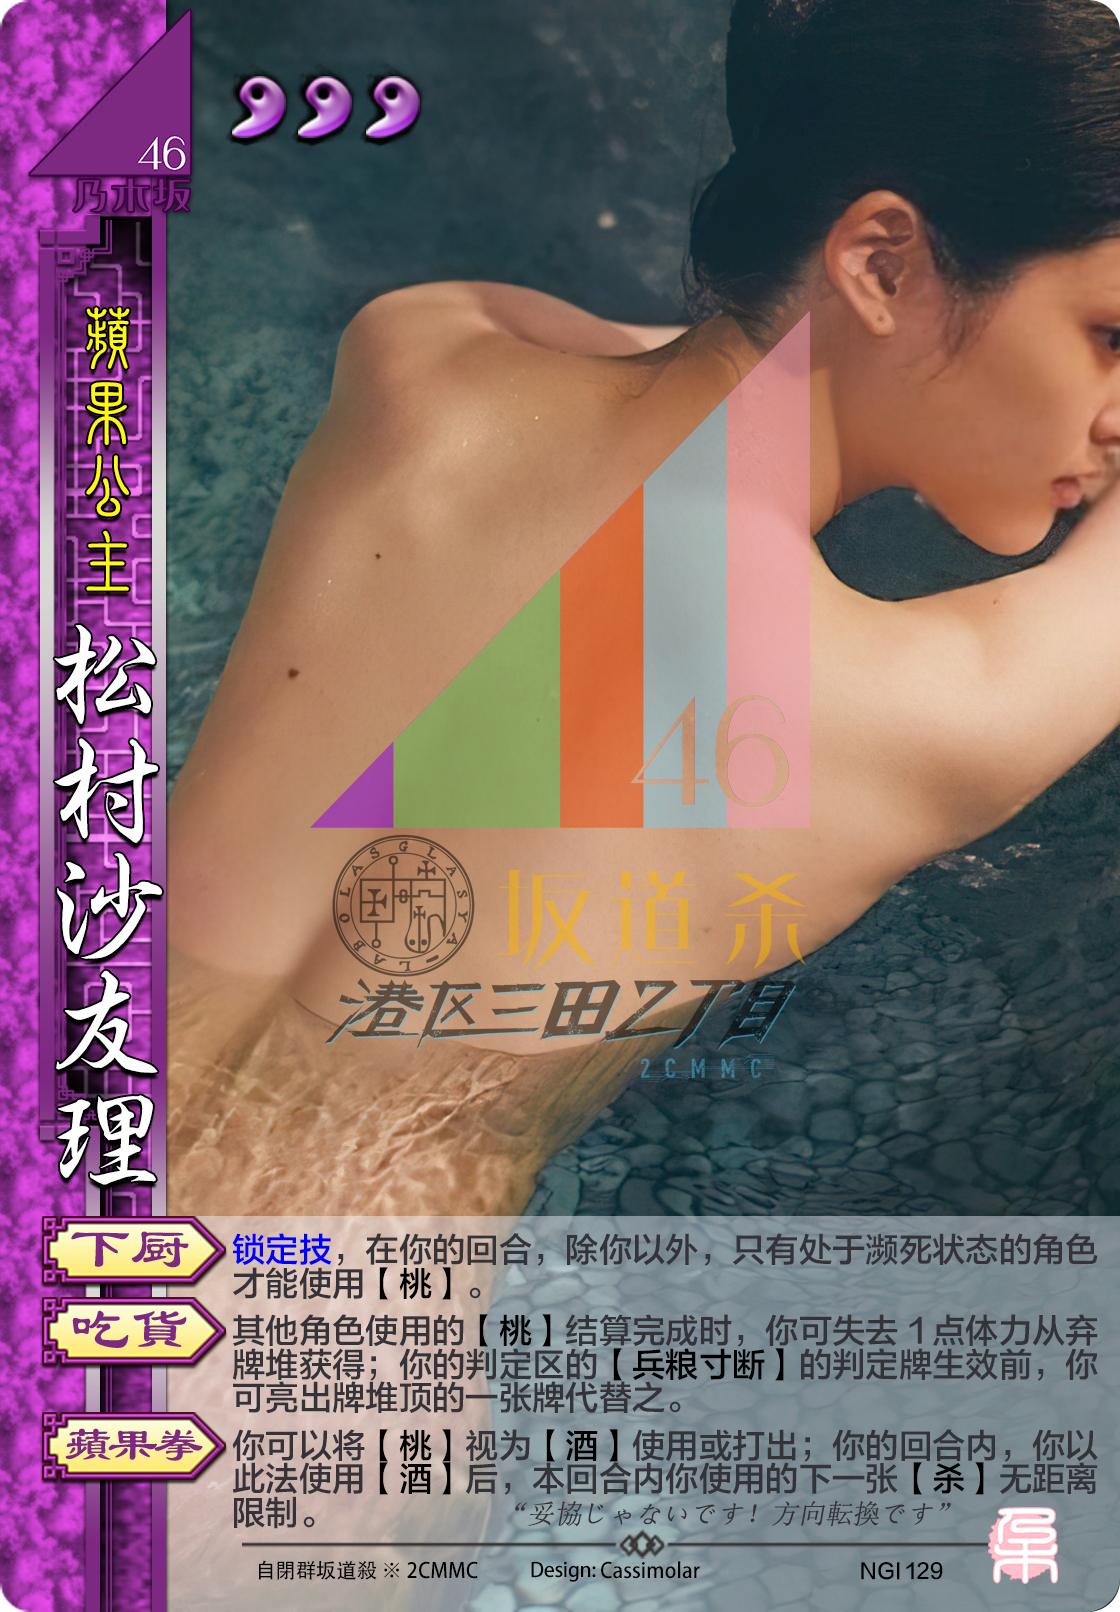 46
乃木坂
蘋果公主
松村沙友理
46
GLASYA-LABOLAS
坂道杀
港区三田乙丁目
2CMMC
下厨
锁定技，在你的回合，除你以外，只有处于濒死状态的角色
才能使用【桃】。
吃貨
其他角色使用的【桃】结算完成时，你可失去1点体力从弃
牌堆获得；你的判定区的【兵粮寸断】的判定牌生效前，你
可亮出牌堆顶的一张牌代替之。
蘋果拳
你可以将【桃】视为【酒】使用或打出；你的回合内，你以
此法使用【酒】后，本回合内你使用的下一张【杀】无距离
限制。
“妥協じゃないです！方向転換です”
自閉群坂道殺 ※ 2CMMC
Design: Cassimolar
NGI129